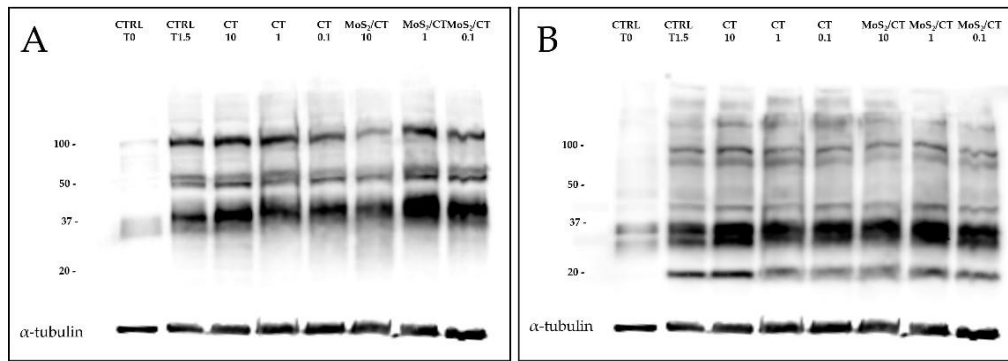 A
CTRL CTRL CT CT CT MoS₂/CT MoS₂/CT MoS₂/CT
T0 T1.5 10 1 0.1 10 1 0.1
100 -
50 -
37 -
20 -
α-tubulin
B
CTRL CTRL CT CT CT MoS₂/CT MoS₂/CT MoS₂/CT
T0 T1.5 10 1 0.1 10 1 0.1
100 -
50 -
37 -
20 -
α-tubulin